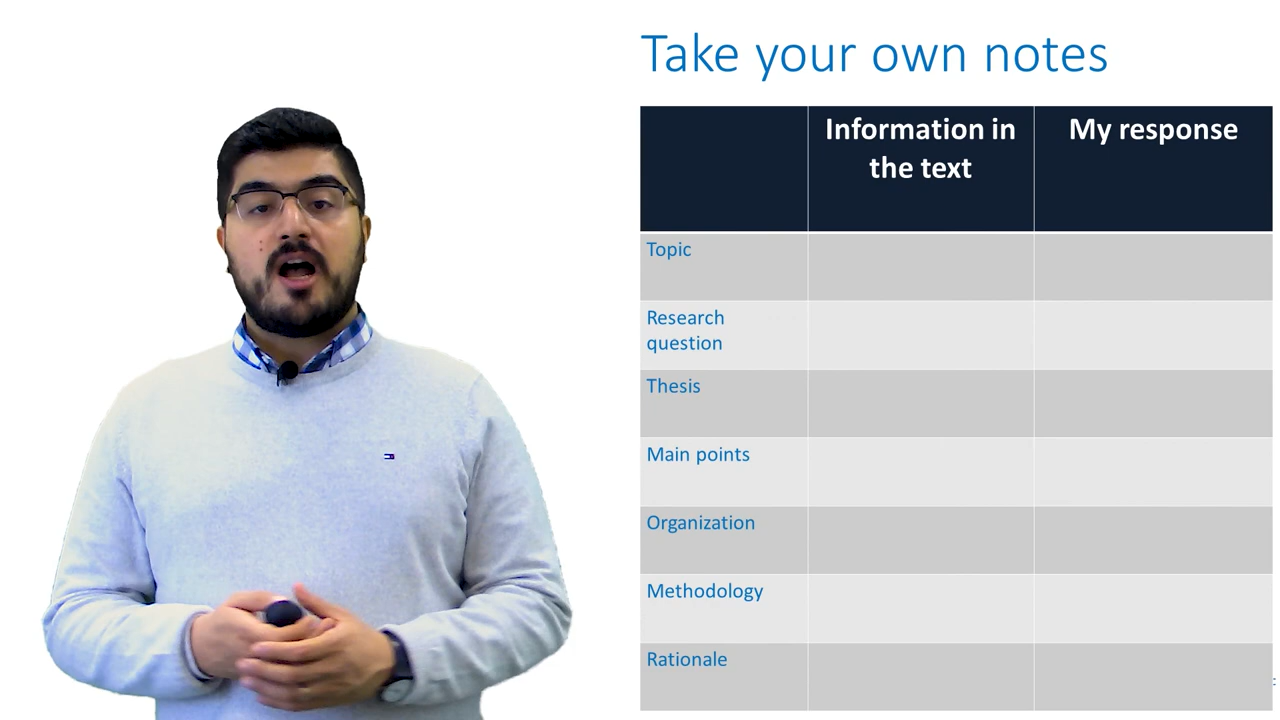 Take your own notes
Information in
the text
My response
Topic
Research
question
Thesis
Main points
Organization
Methodology
Rationale